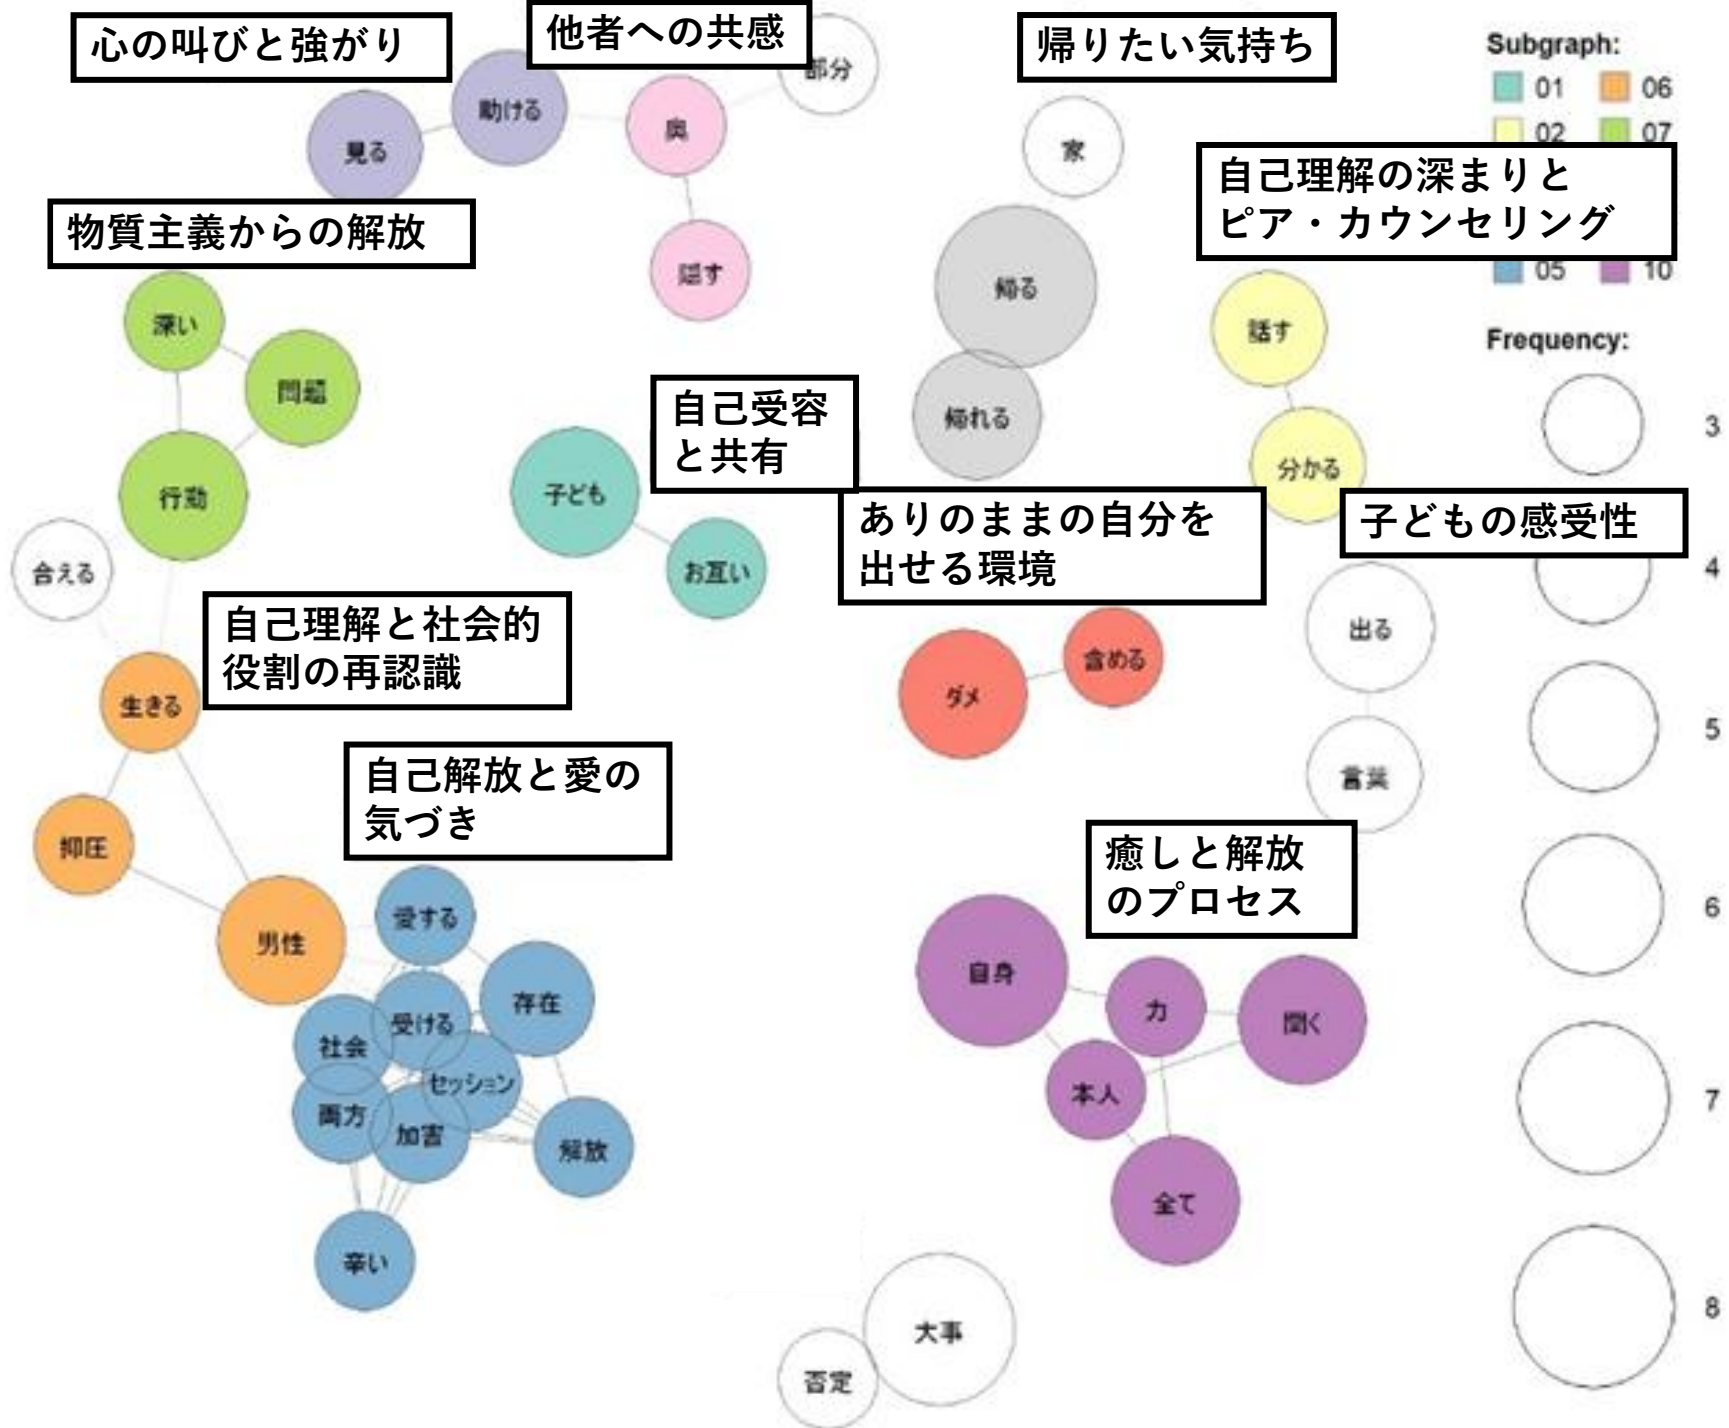 心の叫びと強がり
他者への共感
帰りたい気持ち
Subgraph:
01 06
02 07
05 10
自己理解の深まりと
ピア・カウンセリング
部分
助ける
見る
奥
隠す
家
帰る
帰れる
物質主義からの解放
深い
問題
行動
話す
分かる
Frequency:
3
4
5
6
7
8
自己受容
と共有
子ども
お互い
ありのままの自分を
出せる環境
子どもの感受性
合える
自己理解と社会的
役割の再認識
生きる
抑圧
男性
ダメ
含める
出る
言葉
自己解放と愛の
気づき
愛する
存在
受ける
社会
セッション
両方
加害
解放
辛い
癒しと解放
のプロセス
自身
力
聞く
本人
全て
大事
否定